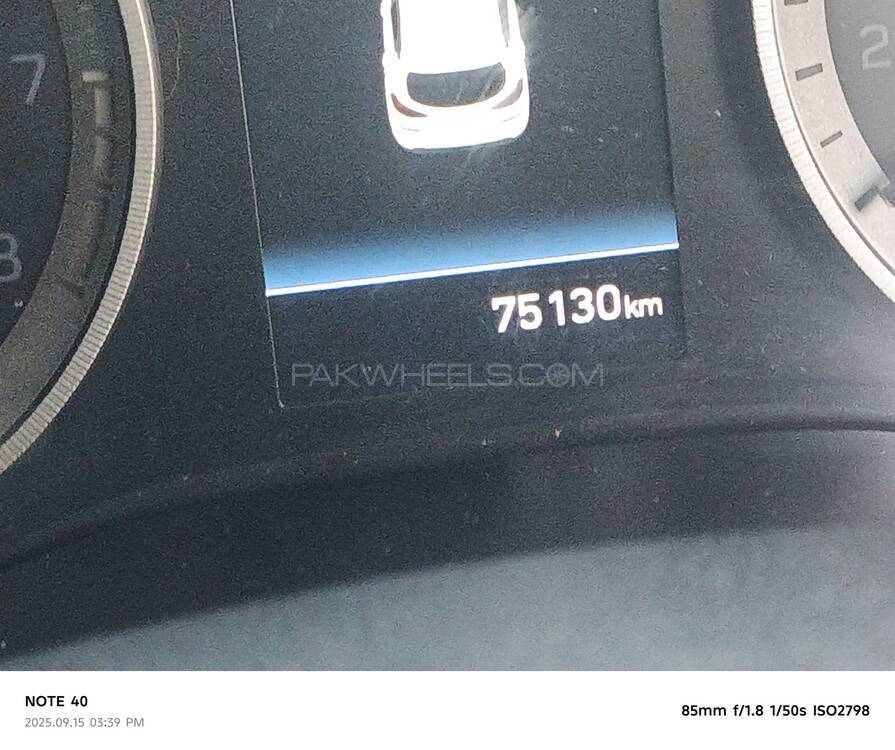 7
2
8
75130km
PAKWHEELS.COM
NOTE 40
2025.09.15 03:39 PM
85mm f/1.8 1/50s ISO2798